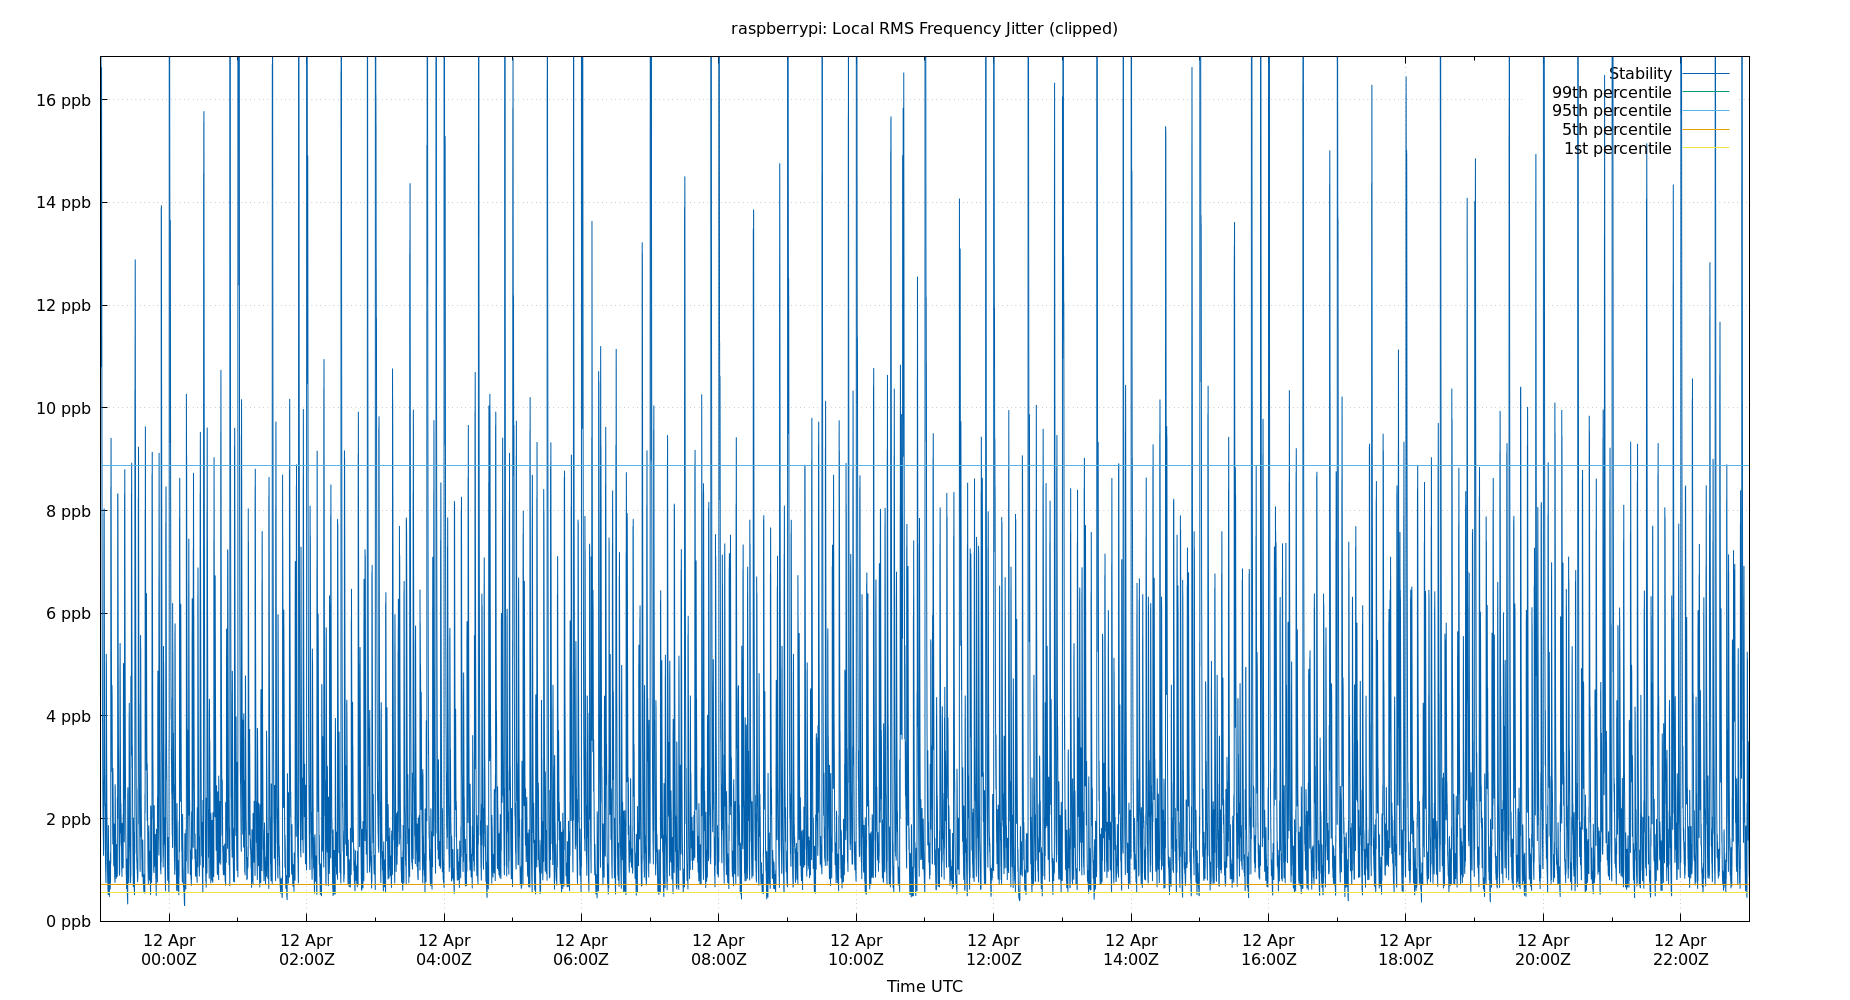 raspberrypi: Local RMS Frequency Jitter (clipped)
Stability
99th percentile
95th percentile
5th percentile
1st percentile
16 ppb
14 ppb
12 ppb
10 ppb
8 ppb
6 ppb
4 ppb
2 ppb
0 ppb
12 Apr 12 Apr 12 Apr 12 Apr 12 Apr 12 Apr 12 Apr 12 Apr 12 Apr 12 Apr 12 Apr 12 Apr
00:00Z 02:00Z 04:00Z 06:00Z 08:00Z 10:00Z 12:00Z 14:00Z 16:00Z 18:00Z 20:00Z 22:00Z
Time UTC